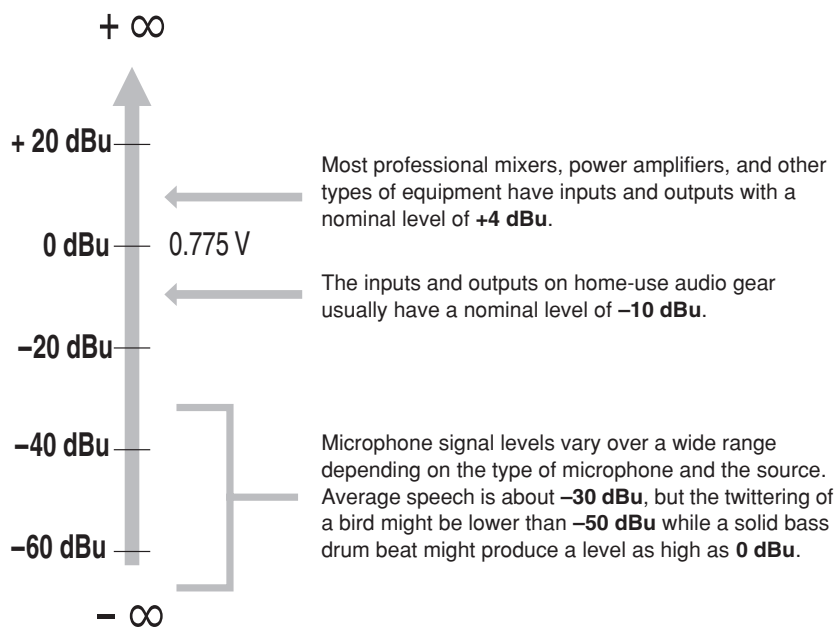 + ∞
+ 20 dBu
Most professional mixers, power amplifiers, and other
types of equipment have inputs and outputs with a
nominal level of +4 dBu.
0 dBu
0.775 V
The inputs and outputs on home-use audio gear
usually have a nominal level of –10 dBu.
–20 dBu
–40 dBu
Microphone signal levels vary over a wide range
depending on the type of microphone and the source.
Average speech is about –30 dBu, but the twittering of
a bird might be lower than –50 dBu while a solid bass
drum beat might produce a level as high as 0 dBu.
–60 dBu
– ∞